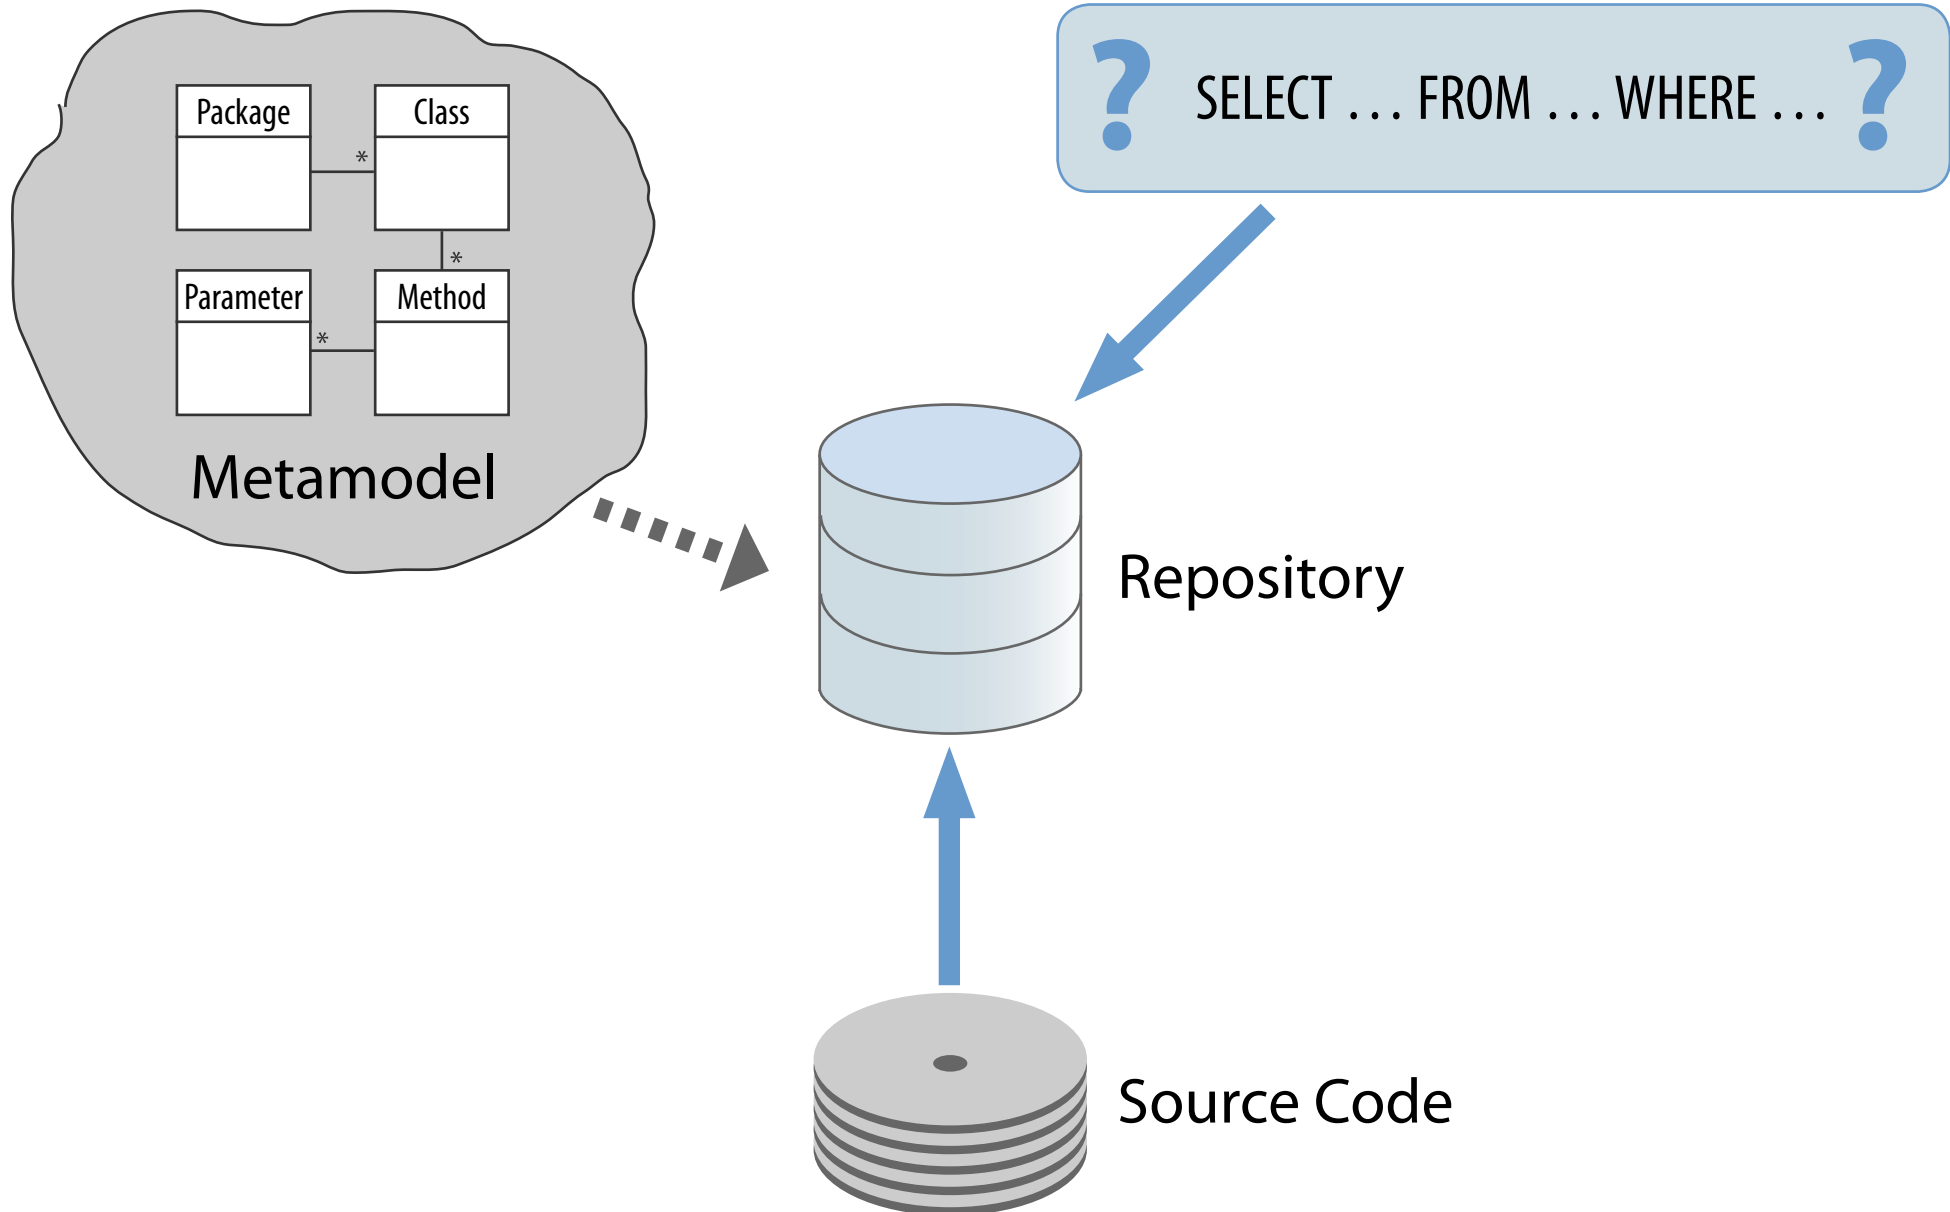 Package
Class
*
*
Parameter
Method
*
Metamodel
? SELECT ... FROM ... WHERE ... ?
Repository
Source Code